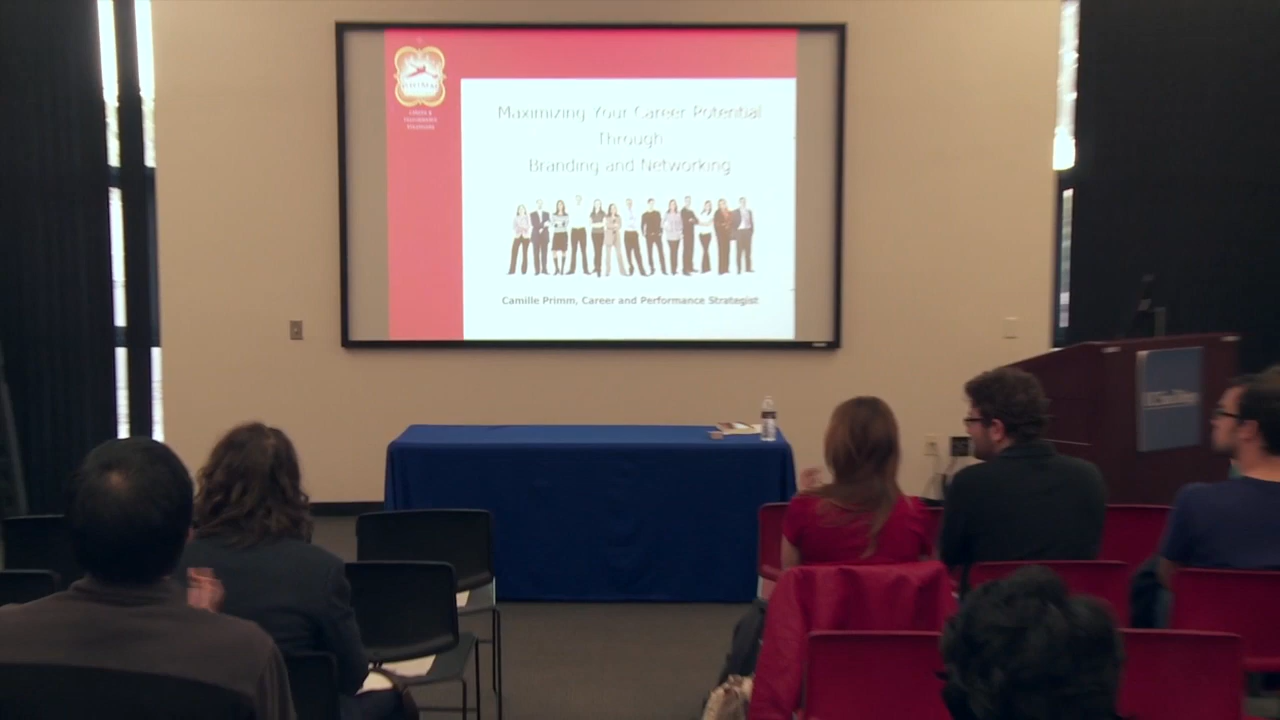 Maximizing Your Career Potential
Through
Branding and Networking
Camille Primm, Career and Performance Strategist